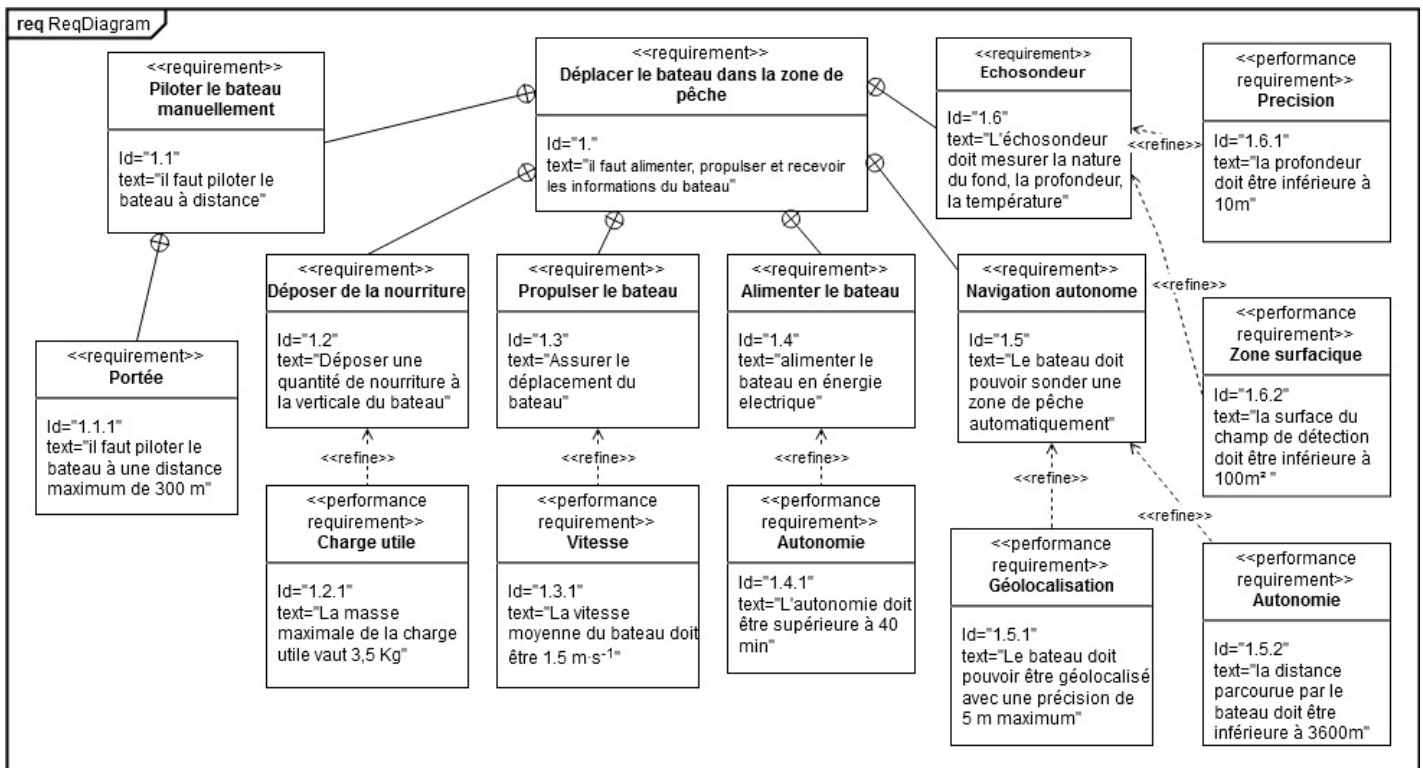 req ReqDiagram
<<requirement>>
Piloter le bateau
manuellement
Id="1.1"
text="il faut piloter le
bateau à distance"
<<requirement>>
Déplacer le bateau dans la zone de
pêche
Id="1."
text="il faut alimenter, propulser et recevoir
les informations du bateau"
<<requirement>>
Echosondeur
Id="1.6"
text="L'échosondeur
doit mesurer la nature
du fond, la profondeur,
la température"
<<performance
requirement>>
Precision
Id="1.6.1"
text="la profondeur
doit être inférieure à
10m"
<<refine>>
<<requirement>>
Portée
Id="1.1.1"
text="il faut piloter le
bateau à une distance
maximum de 300 m"
<<requirement>>
Déposer de la nourriture
Id="1.2"
text="Déposer une
quantité de nourriture à
la verticale du bateau"
<<requirement>>
Propulser le bateau
Id="1.3"
text="Assurer le
déplacement du
bateau"
<<requirement>>
Alimenter le bateau
Id="1.4"
text="alimenter le
bateau en énergie
electrique"
<<requirement>>
Navigation autonome
Id="1.5"
text="Le bateau doit
pouvoir sonder une
zone de pêche
automatiquement"
<<refine>>
<<performance
requirement>>
Zone surfacique
Id="1.6.2"
text="la surface du
champ de détection
doit être inférieure à
100m² "
<<refine>>
<<refine>>
<<refine>>
<<refine>>
<<refine>>
<<performance
requirement>>
Charge utile
Id="1.2.1"
text="La masse
maximale de la charge
utile vaut 3,5 Kg"
<<performance
requirement>>
Vitesse
Id="1.3.1"
text="La vitesse
moyenne du bateau doit
être 1.5 m·s⁻¹"
<<performance
requirement>>
Autonomie
Id="1.4.1"
text="L'autonomie doit
être supérieure à 40
min"
<<performance
requirement>>
Géolocalisation
Id="1.5.1"
text="Le bateau doit
pouvoir être géolocalisé
avec une précision de
5 m maximum"
<<performance
requirement>>
Autonomie
Id="1.5.2"
text="la distance
parcourue par le
bateau doit être
inférieure à 3600m"